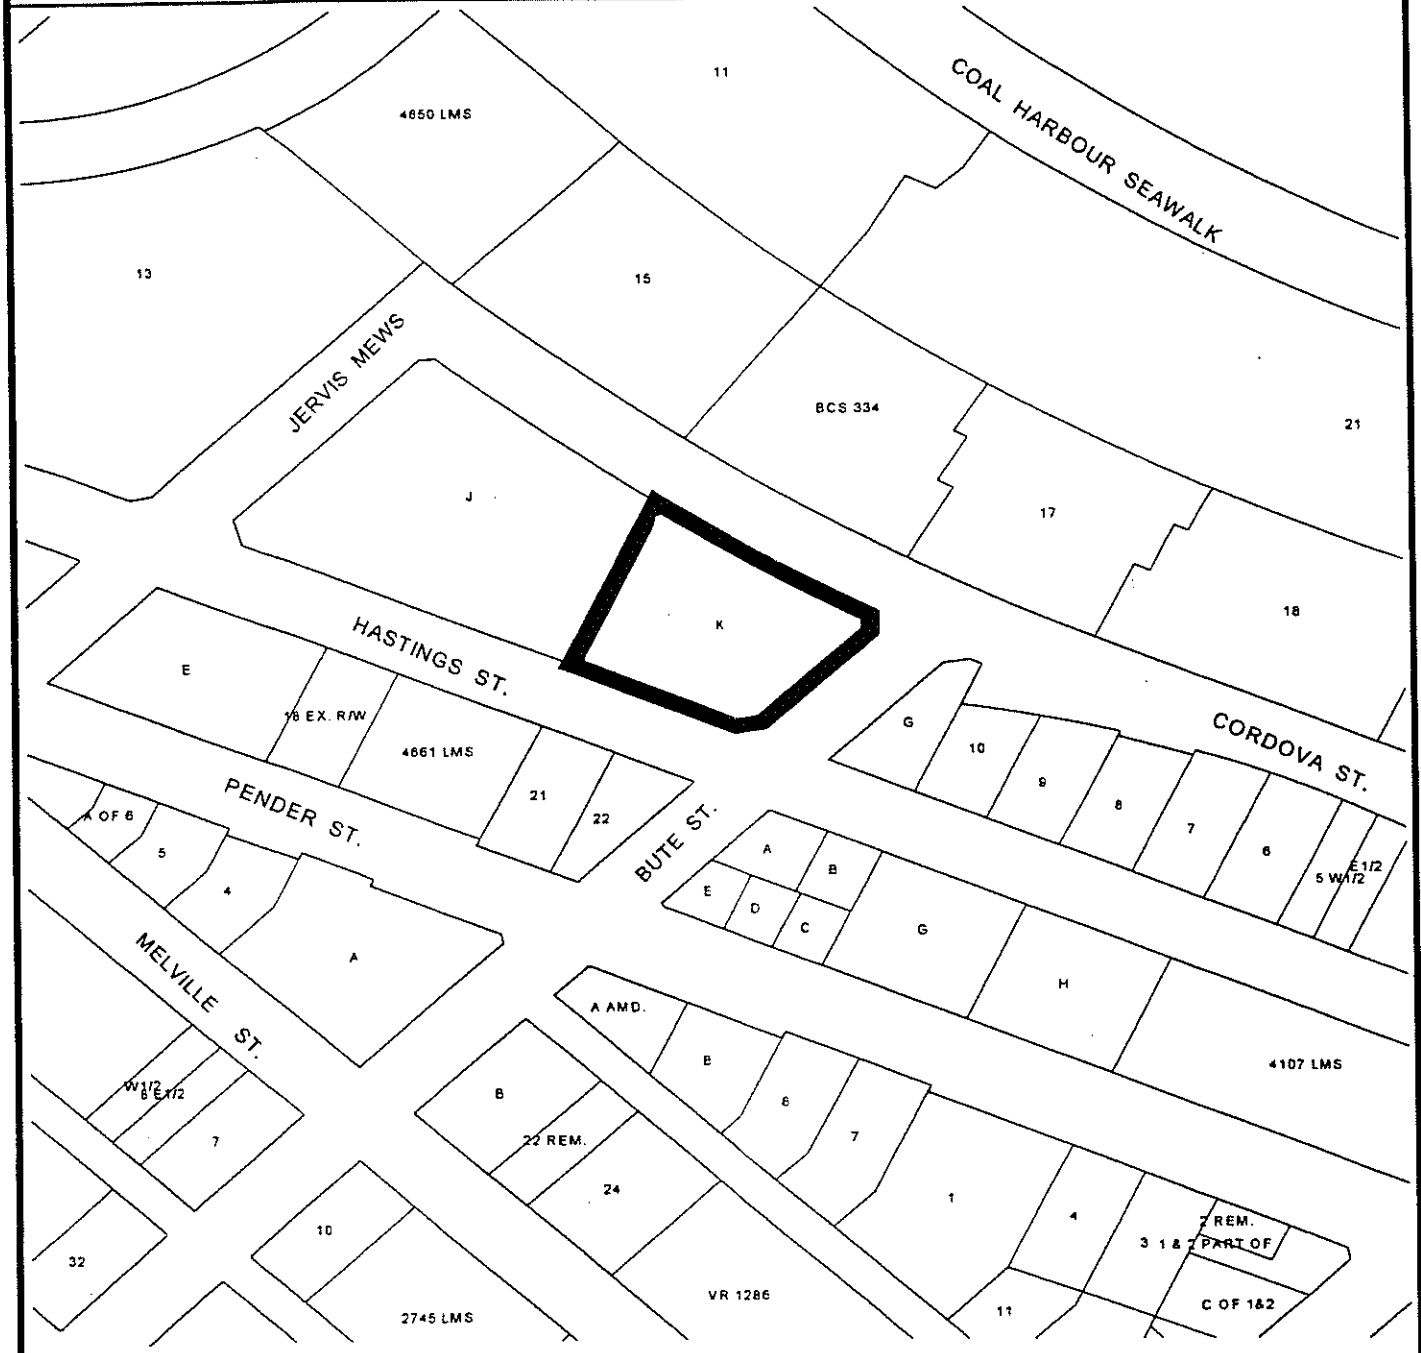 11
COAL HARBOUR SEAWALK
4650 LMS
13
15
JERVIS MEWS
BCS 334
21
J
17
18
K
HASTINGS ST.
E
18 EX. R/W
4661 LMS
21
22
G
10
9
8
7
6
5 W1/2
E1/2
CORDOVA ST.
PENDER ST.
A OF 6
5
4
A
BUTE ST.
A
B
E
D
C
G
H
4107 LMS
MELVILLE ST.
A AMD.
B
8
7
1
4
3
2 REM.
1 & 2 PART OF
C OF 1&2
11
W1/2
6 E1/2
7
B
22 REM.
24
10
32
2745 LMS
VR 1286